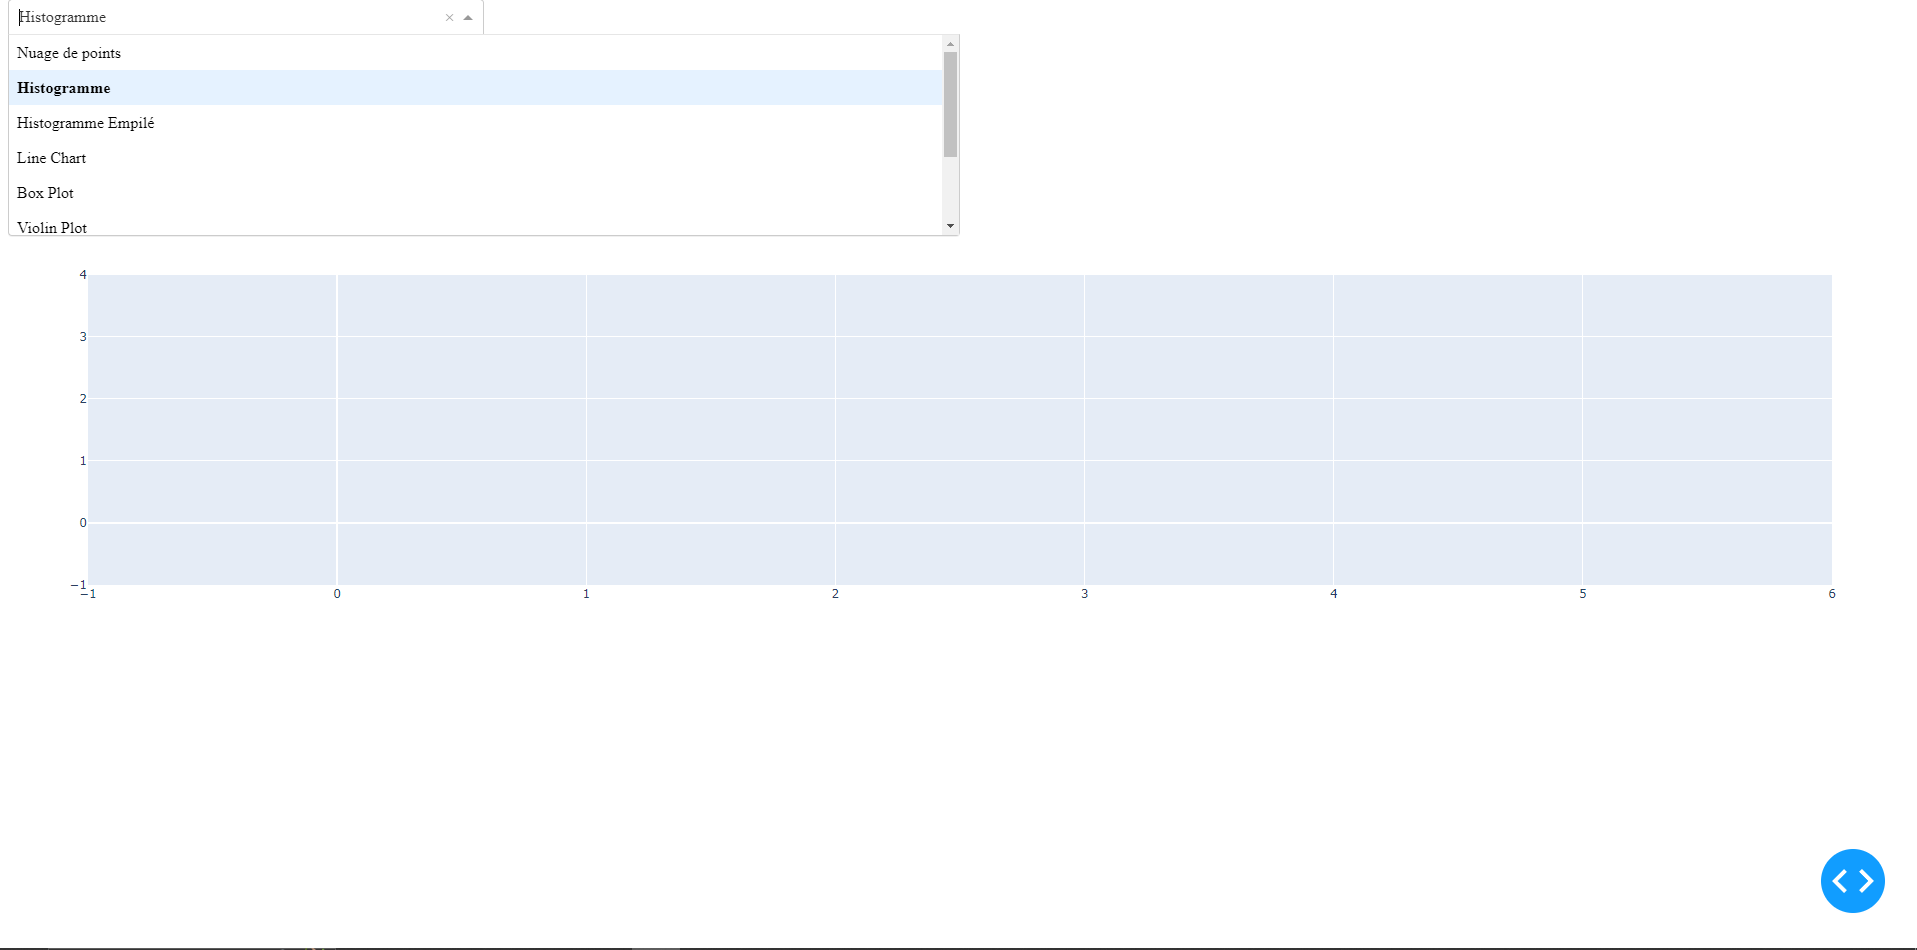 Histogramme
Nuage de points
Histogramme
Histogramme Empilé
Line Chart
Box Plot
Violin Plot
4
3
2
1
0
−1
−1 0 1 2 3 4 5 6